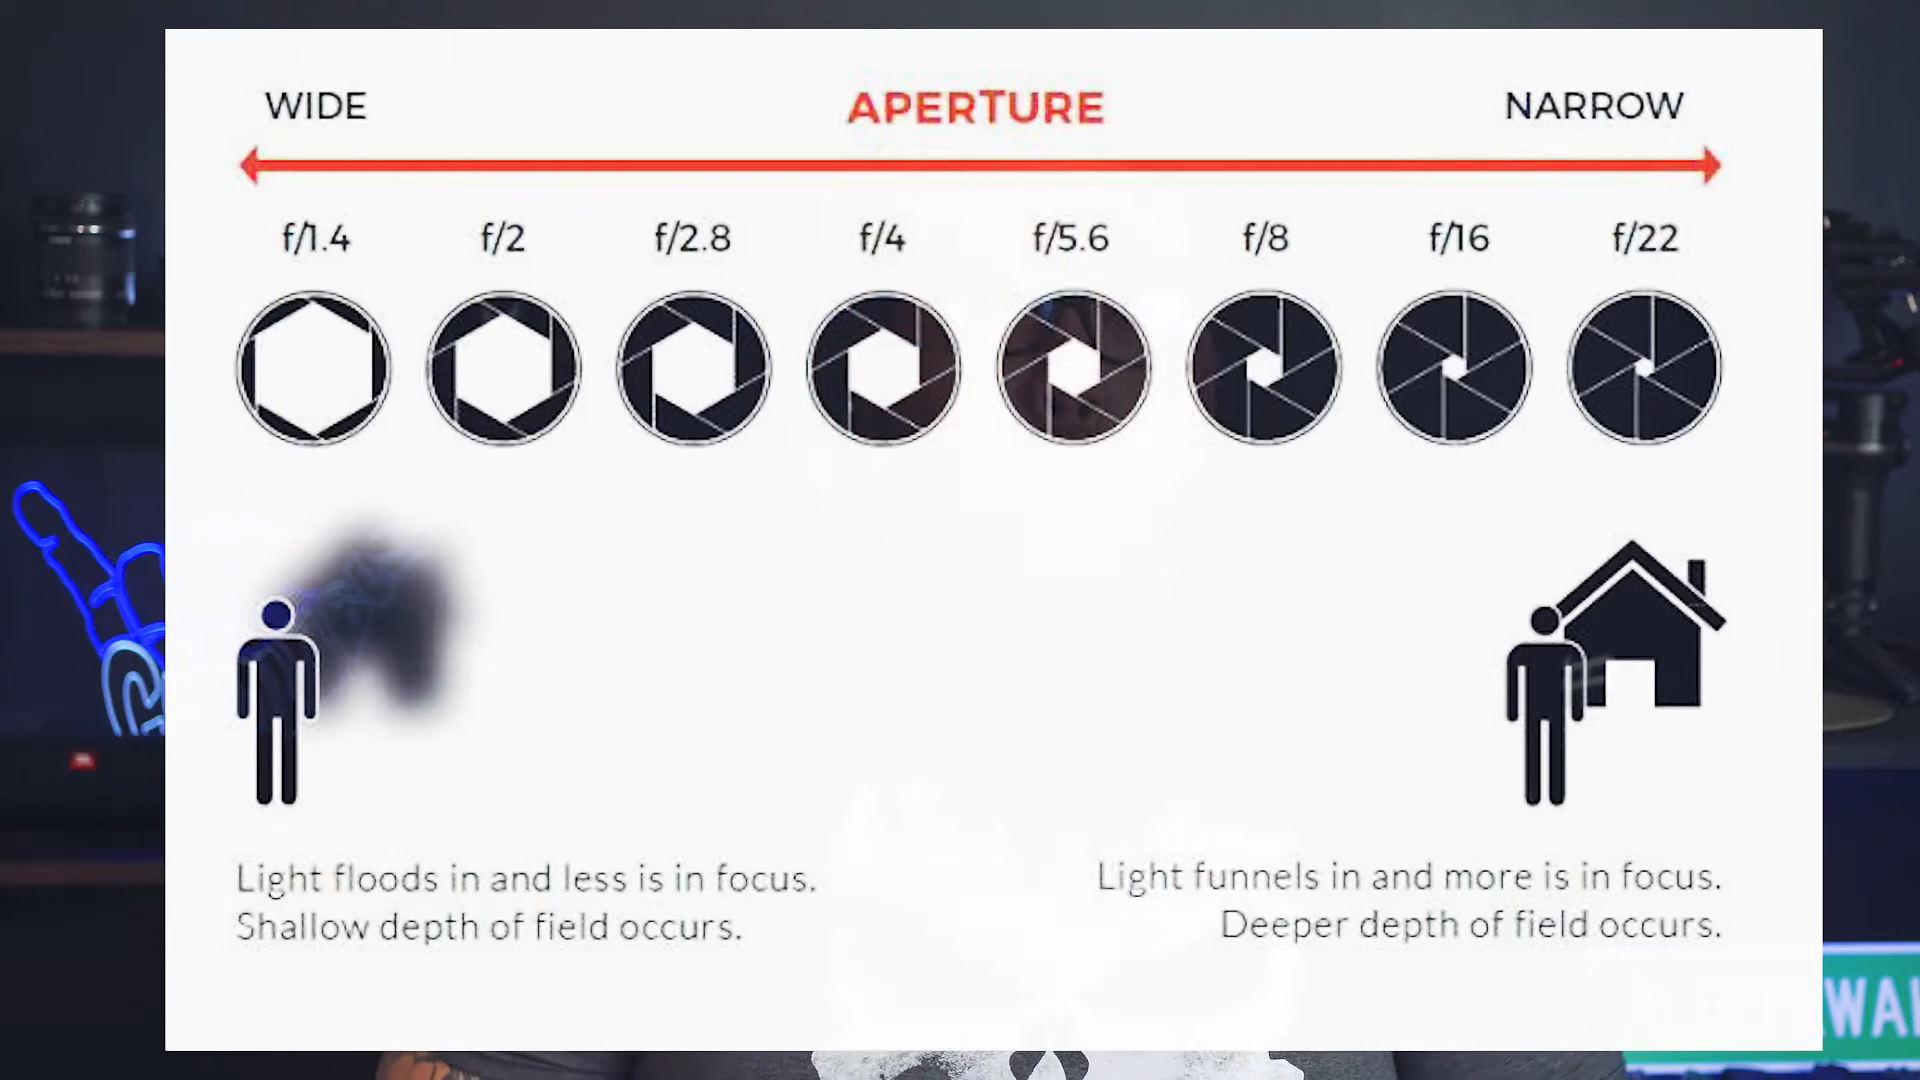 WIDE APERTURE NARROW
f/1.4 f/2 f/2.8 f/4 f/5.6 f/8 f/16 f/22
Light floods in and less is in focus.
Shallow depth of field occurs.
Light funnels in and more is in focus.
Deeper depth of field occurs.